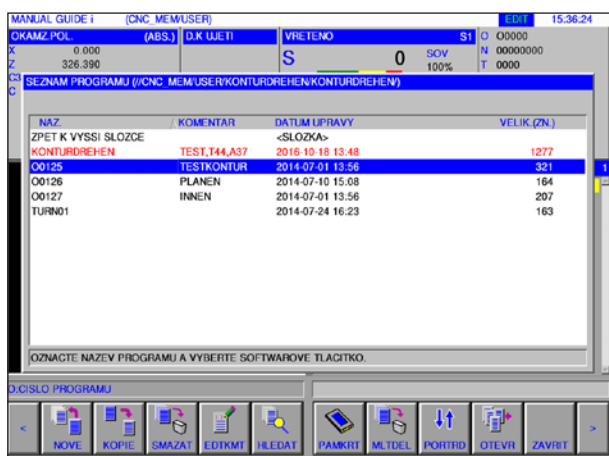 MANUAL GUIDE i (CNC_MEM/USER) EDIT 15:36:24
OKAMZ.POL. (ABS.) D.K UJETI VRETENO S1 O O0000
X 0.000 S 0 SOV N 00000000
Z 326.390 100% T 0000
C3
C
SEZNAM PROGRAMU (//CNC_MEM/USER/KONTURDREHEN/KONTURDREHEN/)
NAZ. KOMENTAR DATUM UPRAVY VELIK.(ZN.)
ZPET K VYSSI SLOZCE <SLOZKA>
KONTURDREHEN TEST,T44,A37 2016-10-18 13:48 1277
O0125 TESTKONTUR 2014-07-01 13:56 321
O0126 PLANEN 2014-07-10 15:08 164
O0127 INNEN 2014-07-01 13:56 207
TURN01 2014-07-24 16:23 163
1
OZNACTE NAZEV PROGRAMU A VYBERTE SOFTWAROVE TLACITKO.
O.CISLO PROGRAMU
< NOVE KOPIE SMAZAT EDTKMT HLEDAT PAMKRT MLTDEL PORTRD OTEVR ZAVRIT >